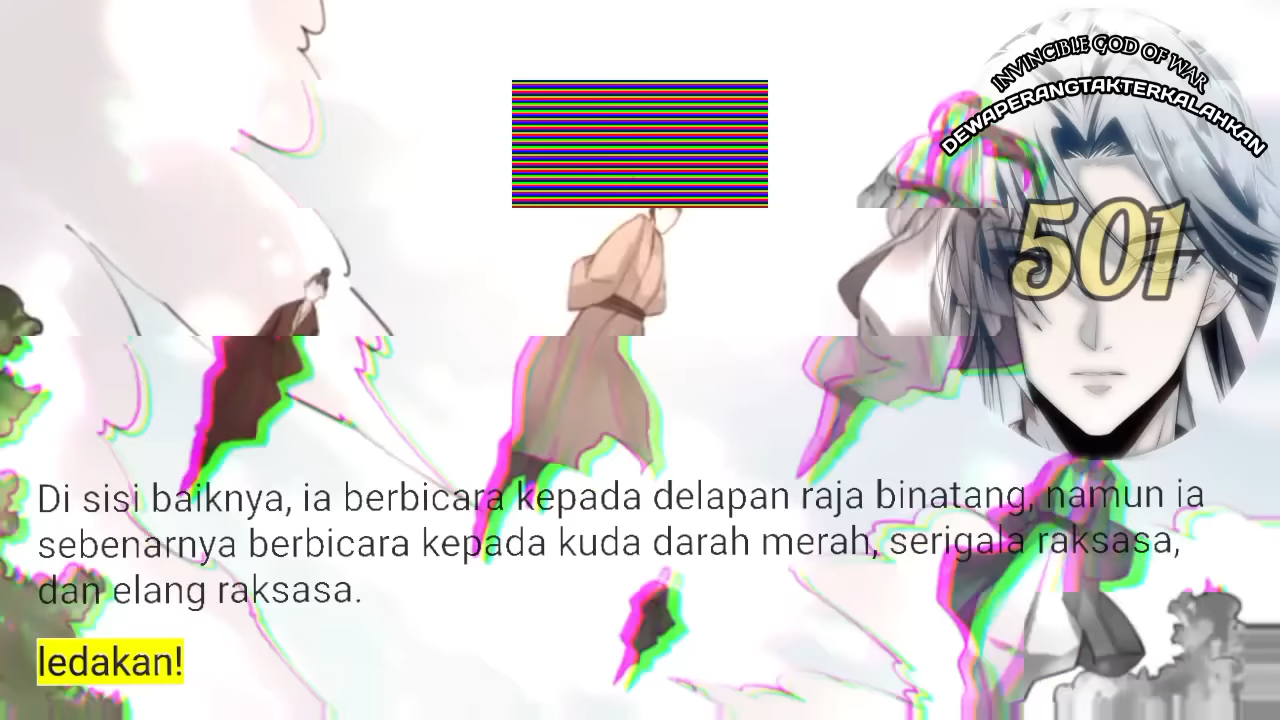 INVINCIBLE GOD OF WAR
DEWAPERANGTAKTERKALAHKAN
501
Di sisi baiknya, ia berbicara kepada delapan raja binatang, namun ia
sebenarnya berbicara kepada kuda darah merah, serigala raksasa,
dan elang raksasa.
ledakan!